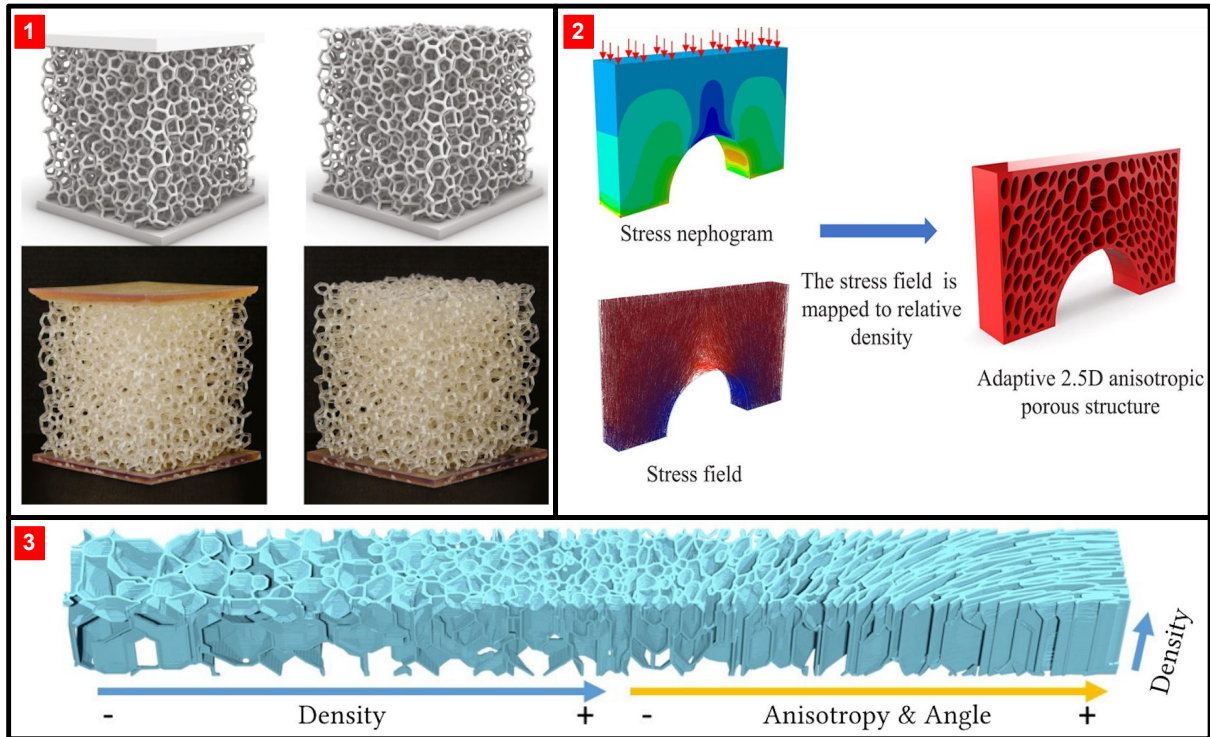 1
2
Stress nephogram
The stress field is
mapped to relative
density
Stress field
Adaptive 2.5D anisotropic
porous structure
3
Density
- Density +
- Anisotropy & Angle +